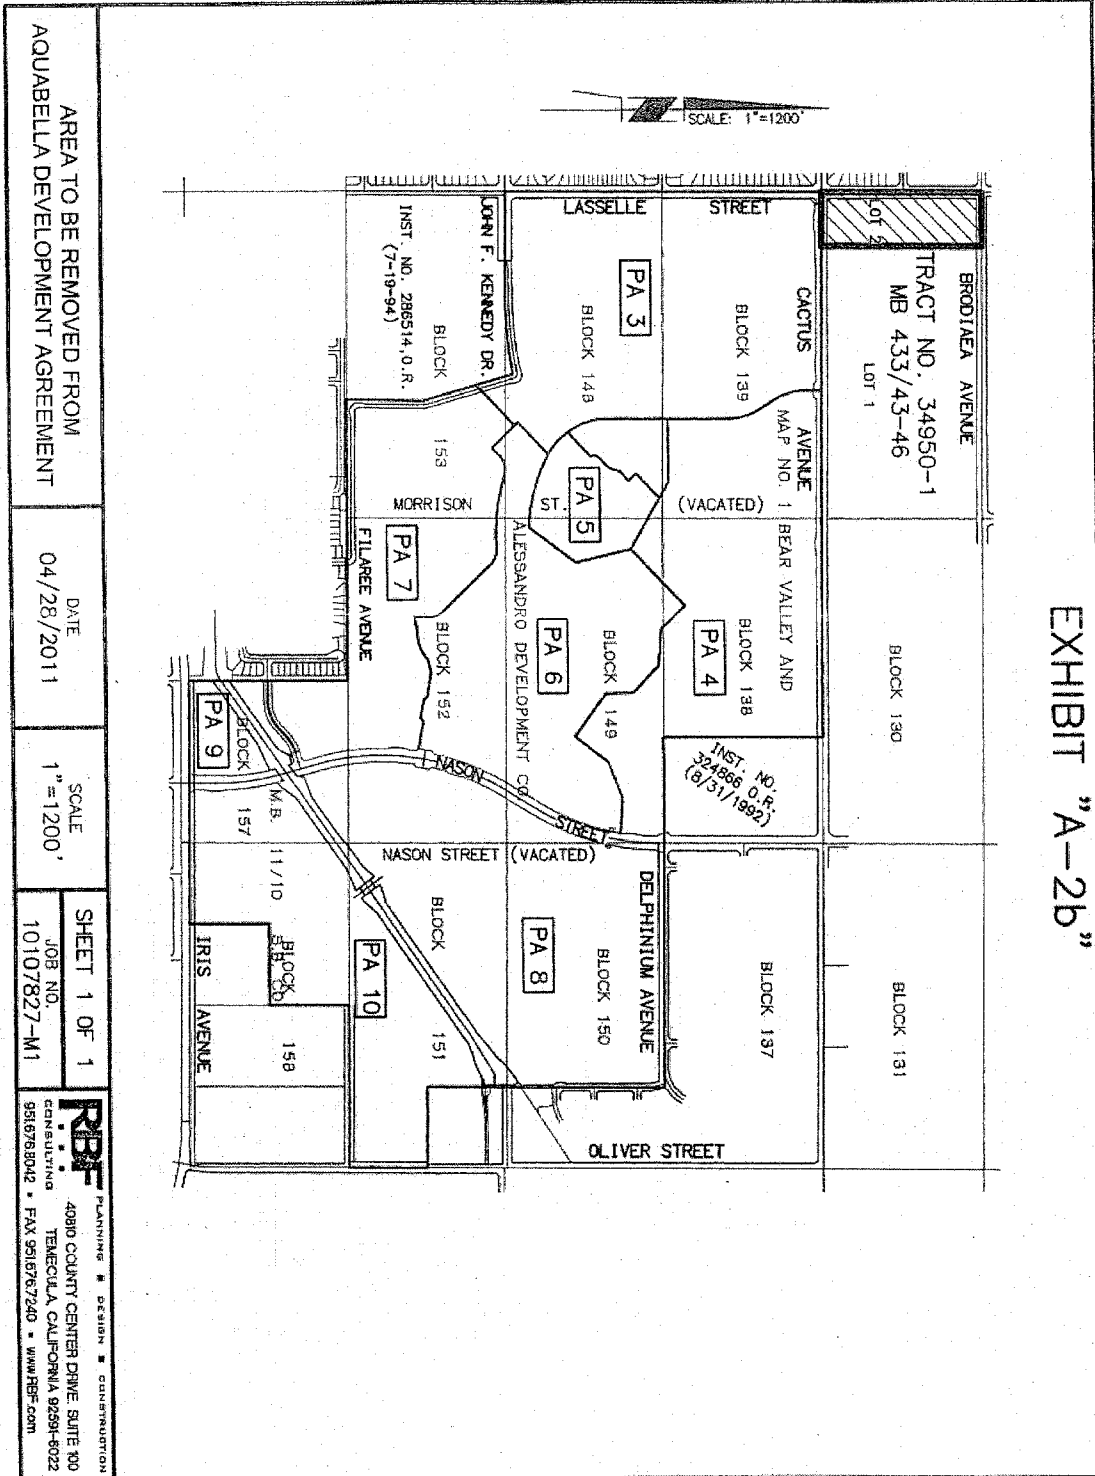 EXHIBIT "A-2b"
SCALE: 1"=1200'
BRODIAEA AVENUE
LOT 2
TRACT NO. 34950-1
MB 433/43-46
LOT 1
BLOCK 130
BLOCK 131
CACTUS
AVENUE
MAP NO. 1 BEAR VALLEY AND
ALESSANDRO DEVELOPMENT CO.
LASSELLE STREET
BLOCK 139
BLOCK 138
BLOCK 137
INST. NO.
324866 O.R.
(8/31/1992)
PA 3
PA 4
(VACATED)
BLOCK 148
BLOCK 149
BLOCK 150
DELPHINIUM AVENUE
PA 5
PA 6
PA 8
ST.
STREET
OLIVER STREET
JOHN F. KENNEDY DR.
INST. NO. 286514,O.R.
(7-19-94)
BLOCK
153
MORRISON
PA 7
BLOCK 152
NASON
NASON STREET (VACATED)
BLOCK
151
FILAREE AVENUE
PA 10
PA 9
BLOCK
157
M.B. 11/10
S.B. CO.
BLOCK
158
IRIS AVENUE
AREA TO BE REMOVED FROM
AQUABELLA DEVELOPMENT AGREEMENT
DATE
04/28/2011
SCALE
1"=1200'
SHEET 1 OF 1
JOB NO.
10107827-M1
RBF
CONSULTING
PLANNING ■ DESIGN ■ CONSTRUCTION
40810 COUNTY CENTER DRIVE, SUITE 100
TEMECULA, CALIFORNIA 92591-6022
951.676.8042 • FAX 951.676.7240 • www.RBF.com